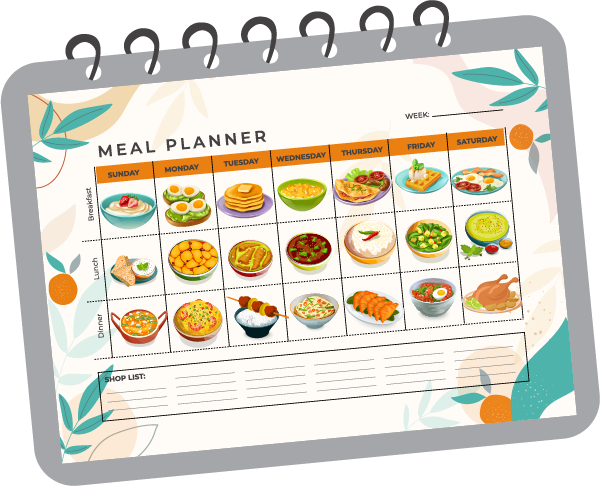 WEEK:
MEAL PLANNER
SUNDAY MONDAY TUESDAY WEDNESDAY THURSDAY FRIDAY SATURDAY
Breakfast
Lunch
Dinner
SHOP LIST: